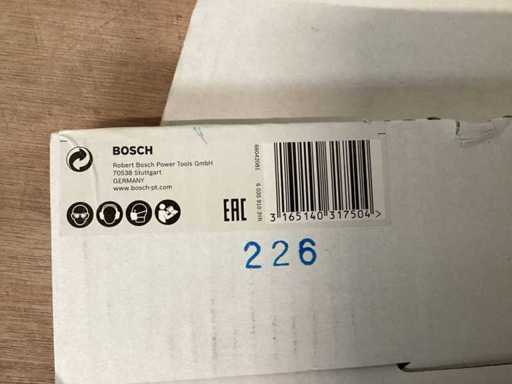 BOSCH
Robert Bosch Power Tools GmbH
70538 Stuttgart
GERMANY
www.bosch-pt.com
EAC
3 165140 317504 >
226